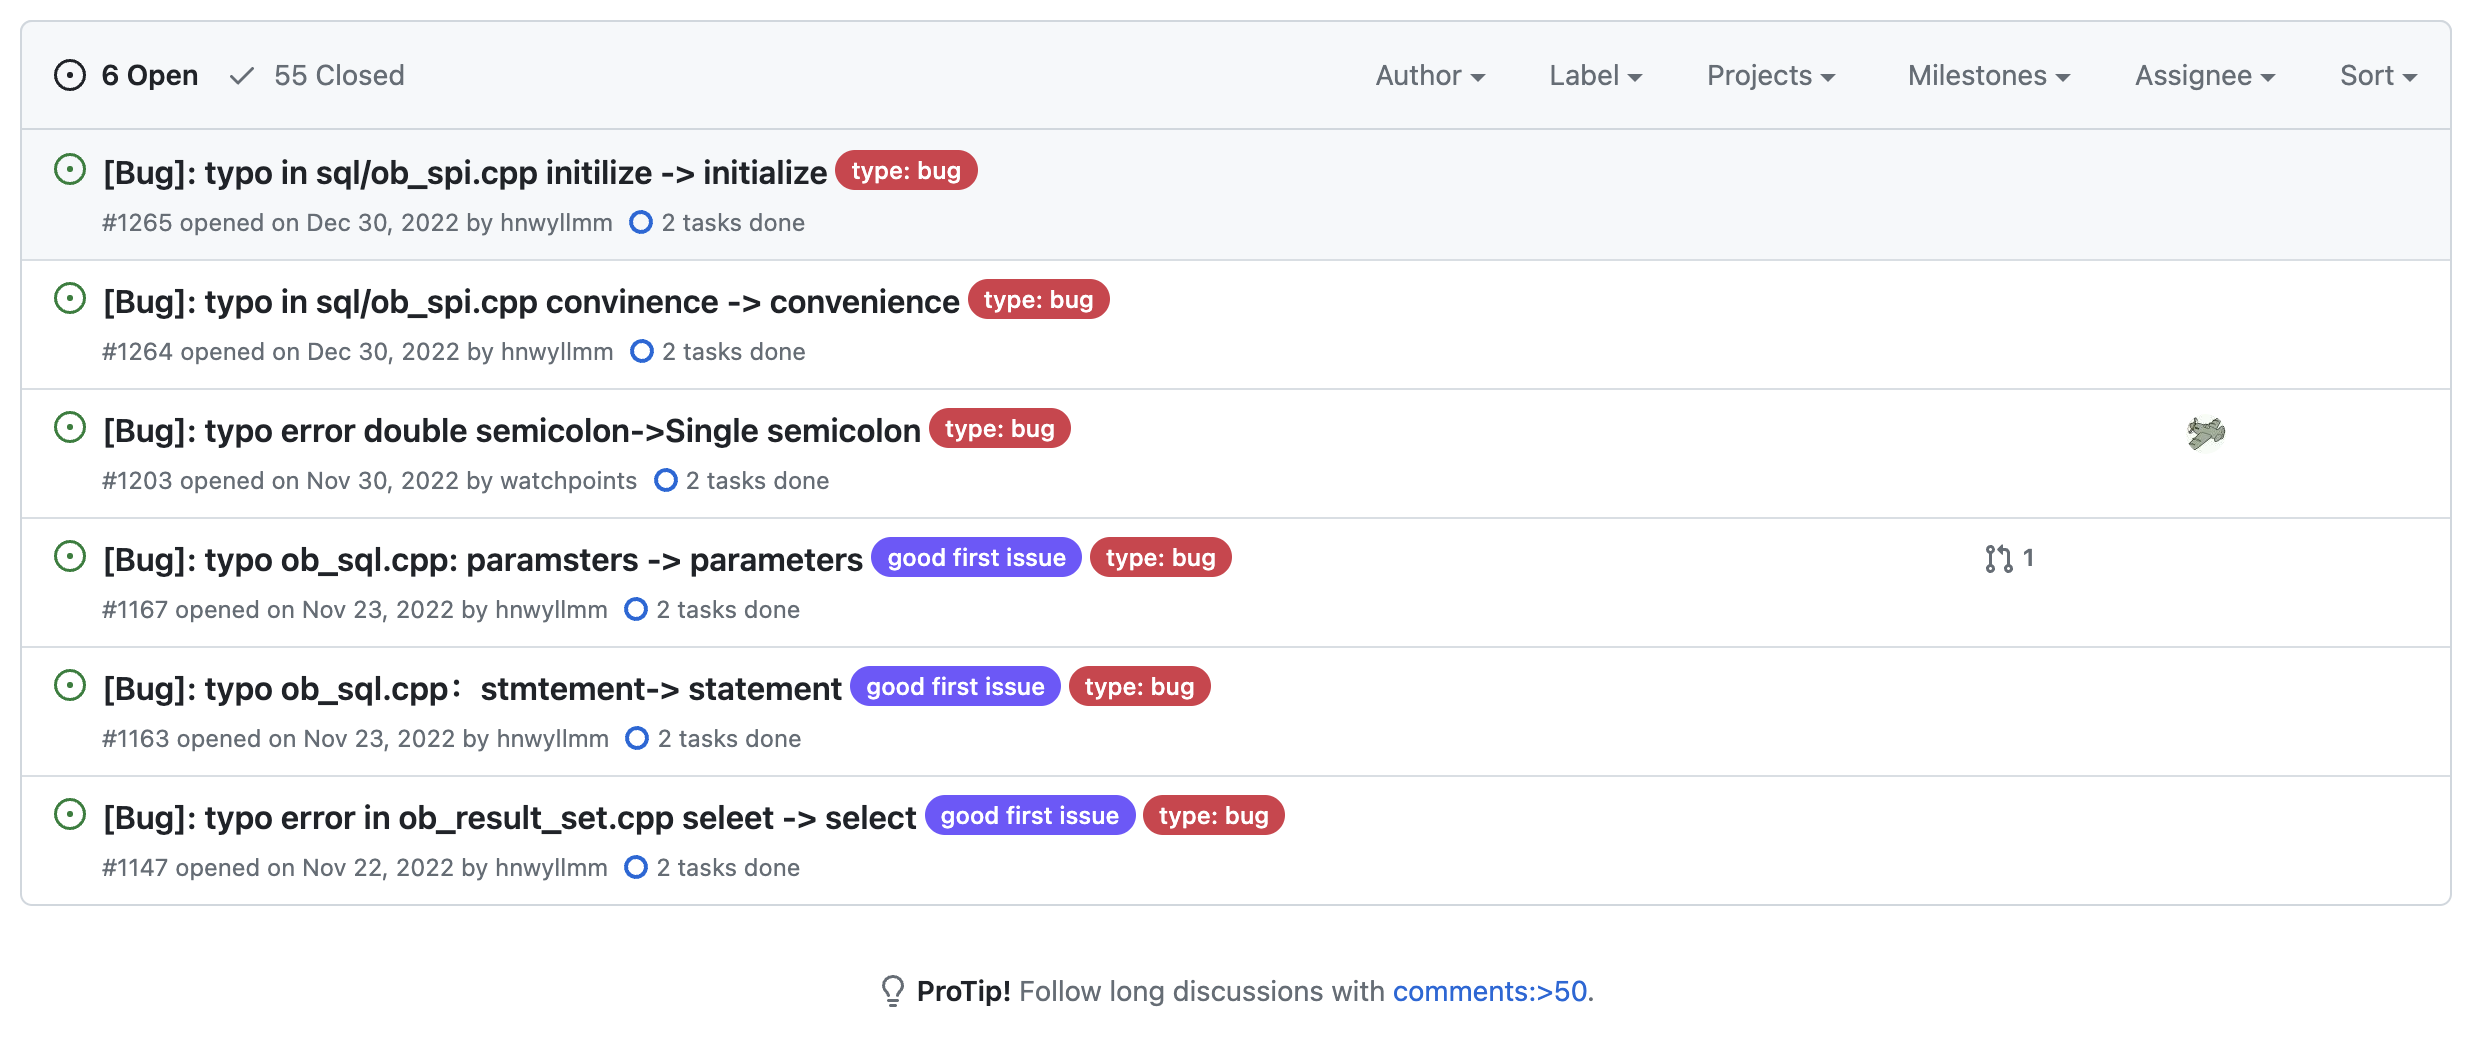 6 Open 55 Closed Author Label Projects Milestones Assignee Sort
[Bug]: typo in sql/ob_spi.cpp initilize -> initialize type: bug
#1265 opened on Dec 30, 2022 by hnwyllmm 2 tasks done
[Bug]: typo in sql/ob_spi.cpp convinence -> convenience type: bug
#1264 opened on Dec 30, 2022 by hnwyllmm 2 tasks done
[Bug]: typo error double semicolon->Single semicolon type: bug
#1203 opened on Nov 30, 2022 by watchpoints 2 tasks done
[Bug]: typo ob_sql.cpp: paramsters -> parameters good first issue type: bug 1
#1167 opened on Nov 23, 2022 by hnwyllmm 2 tasks done
[Bug]: typo ob_sql.cpp： stmtement-> statement good first issue type: bug
#1163 opened on Nov 23, 2022 by hnwyllmm 2 tasks done
[Bug]: typo error in ob_result_set.cpp seleet -> select good first issue type: bug
#1147 opened on Nov 22, 2022 by hnwyllmm 2 tasks done
ProTip! Follow long discussions with comments:>50.